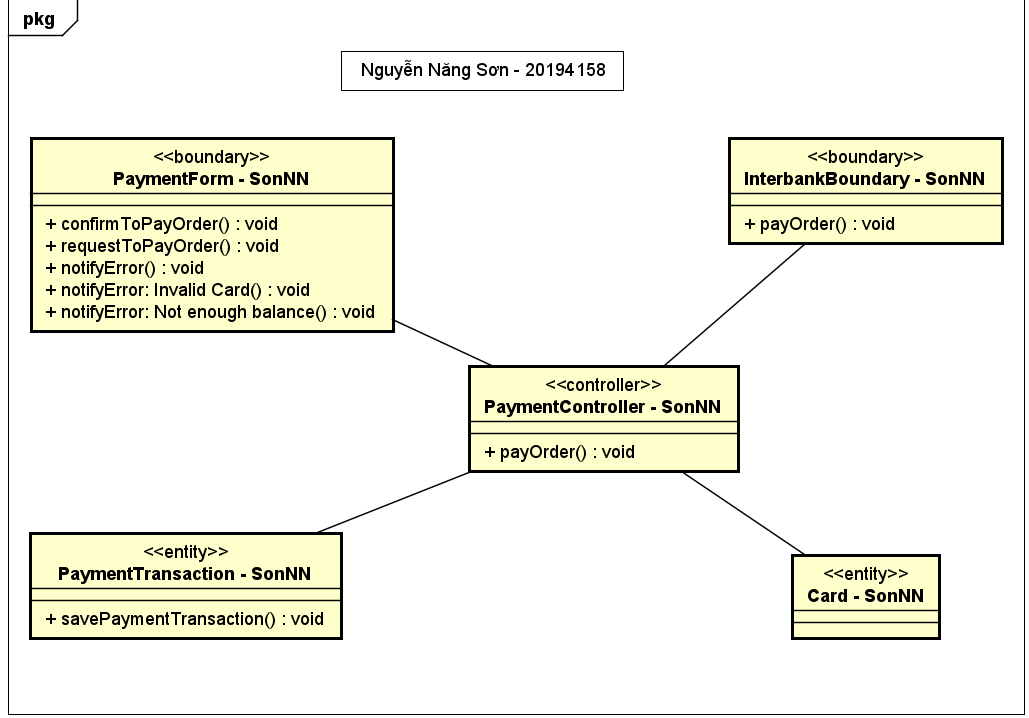 pkg
Nguyễn Năng Sơn - 20194158
<<boundary>>
PaymentForm - SonNN
+ confirmToPayOrder() : void
+ requestToPayOrder() : void
+ notifyError() : void
+ notifyError: Invalid Card() : void
+ notifyError: Not enough balance() : void
<<boundary>>
InterbankBoundary - SonNN
+ payOrder() : void
<<controller>>
PaymentController - SonNN
+ payOrder() : void
<<entity>>
PaymentTransaction - SonNN
+ savePaymentTransaction() : void
<<entity>>
Card - SonNN